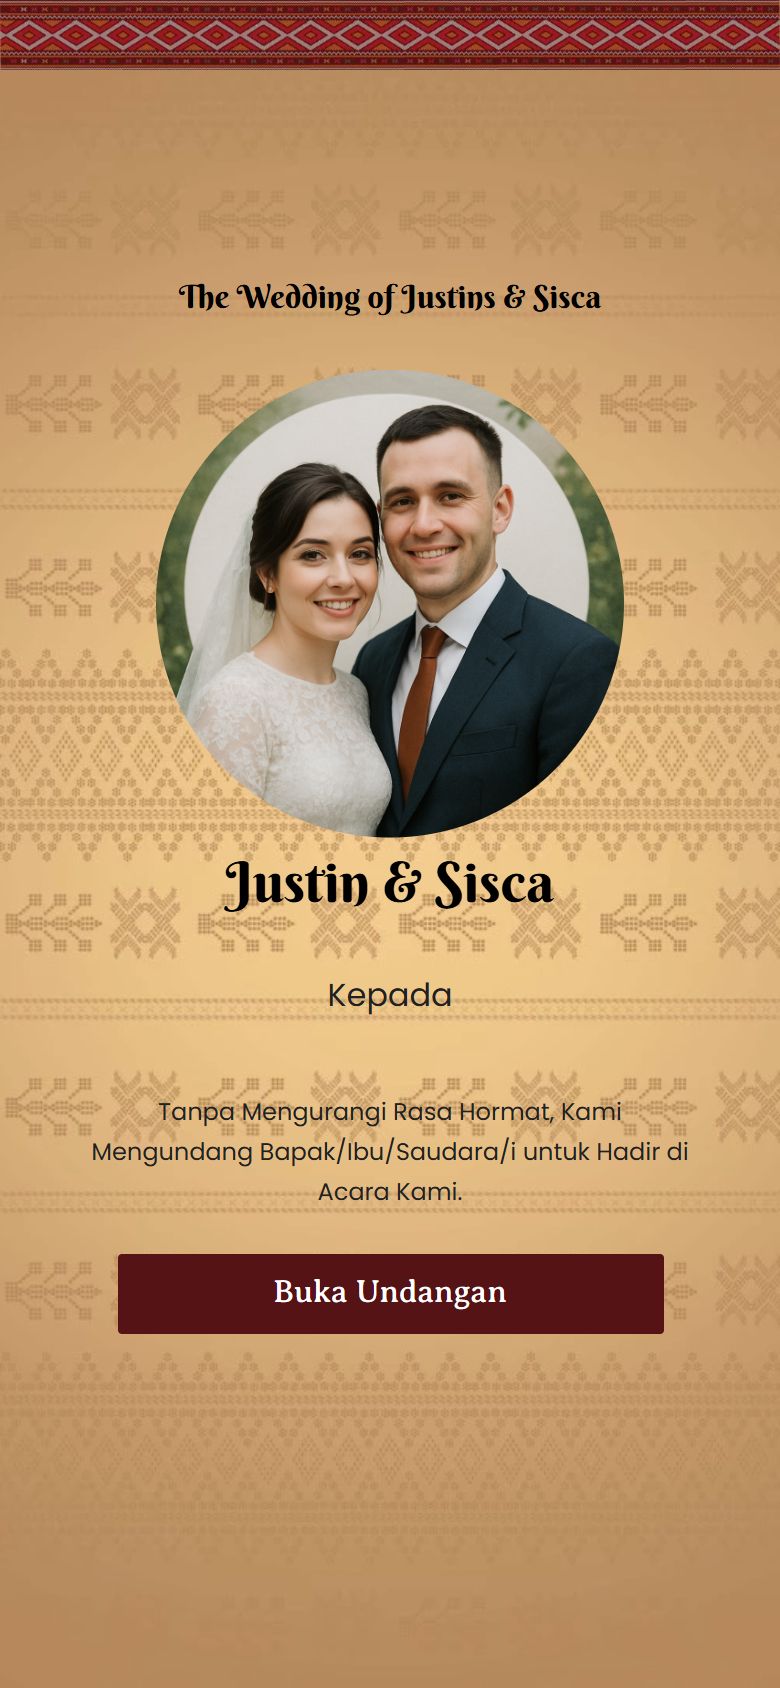 The Wedding of Justins & Sisca
Justin & Sisca
Kepada
Tanpa Mengurangi Rasa Hormat, Kami
Mengundang Bapak/Ibu/Saudara/i untuk Hadir di
Acara Kami.
Buka Undangan